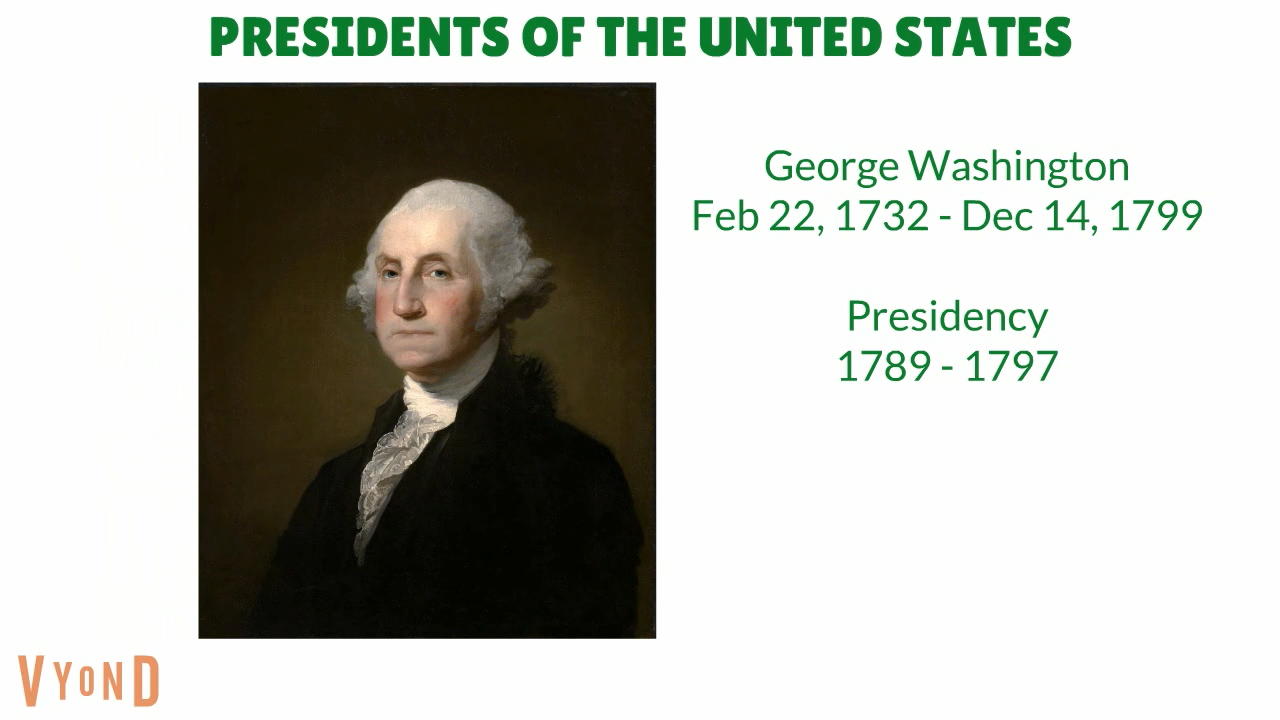 PRESIDENTS OF THE UNITED STATES
George Washington
Feb 22, 1732 - Dec 14, 1799
Presidency
1789 - 1797
VYOND